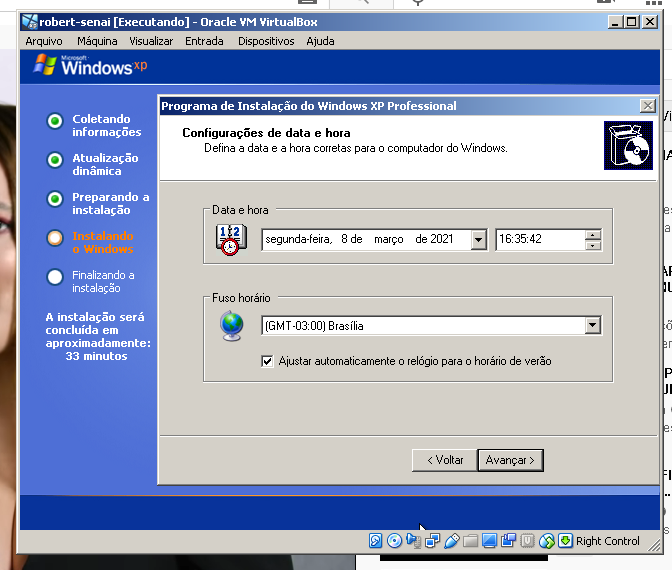 robert-senai [Executando] - Oracle VM VirtualBox
Arquivo Máquina Visualizar Entrada Dispositivos Ajuda
Microsoft
Windows xp
Coletando
informações
Atualização
dinâmica
Preparando a
instalação
Instalando
o Windows
Finalizando a
instalação
A instalação será
concluída em
aproximadamente:
33 minutos
Programa de Instalação do Windows XP Professional
Configurações de data e hora
Defina a data e a hora corretas para o computador do Windows.
Data e hora
segunda-feira, 8 de março de 2021 16:35:42
Fuso horário
(GMT-03:00) Brasília
Ajustar automaticamente o relógio para o horário de verão
< Voltar Avançar >
Right Control